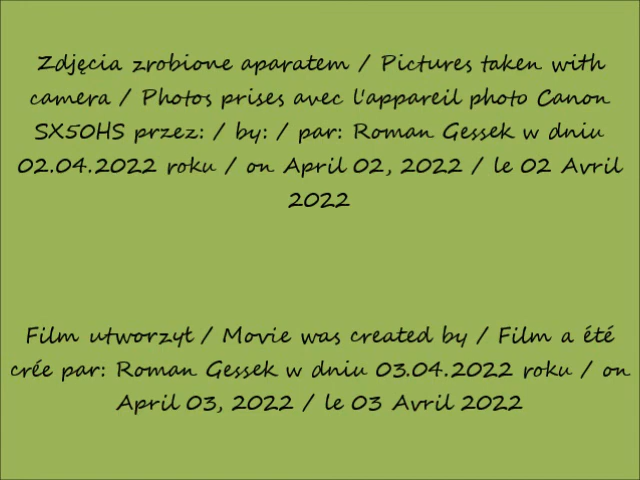 Zdjęcia zrobione aparatem / Pictures taken with
camera / Photos prises avec l'appareil photo Canon
SX50HS przez: / by: / par: Roman Gessek w dniu
02.04.2022 roku / on April 02, 2022 / le 02 Avril
2022
Film utworzył / Movie was created by / Film a été
crée par: Roman Gessek w dniu 03.04.2022 roku / on
April 03, 2022 / le 03 Avril 2022